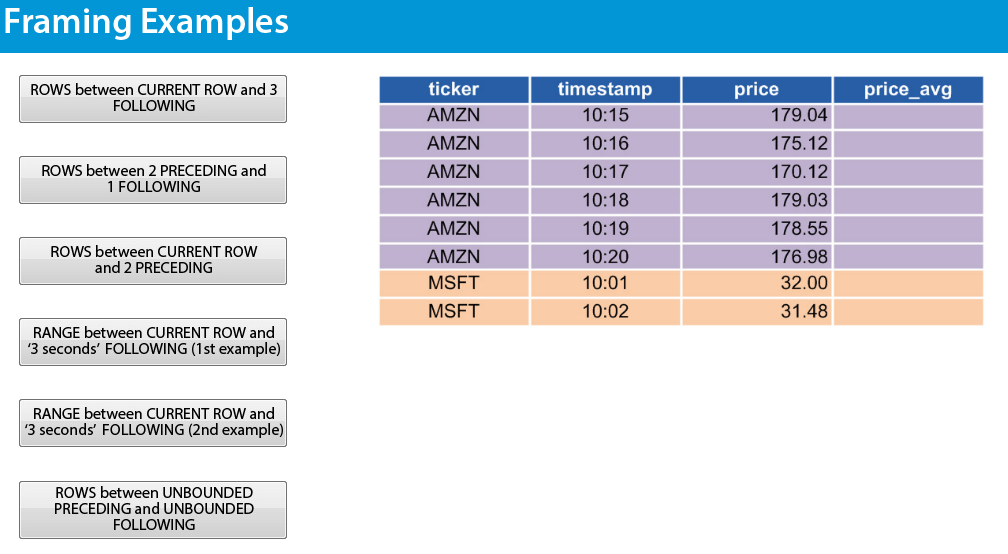 Framing Examples
ROWS between CURRENT ROW and 3
FOLLOWING
ROWS between 2 PRECEDING and
1 FOLLOWING
ROWS between CURRENT ROW
and 2 PRECEDING
RANGE between CURRENT ROW and
‘3 seconds’ FOLLOWING (1st example)
RANGE between CURRENT ROW and
‘3 seconds’ FOLLOWING (2nd example)
ROWS between UNBOUNDED
PRECEDING and UNBOUNDED
FOLLOWING
ticker timestamp price price_avg
AMZN 10:15 179.04
AMZN 10:16 175.12
AMZN 10:17 170.12
AMZN 10:18 179.03
AMZN 10:19 178.55
AMZN 10:20 176.98
MSFT 10:01 32.00
MSFT 10:02 31.48